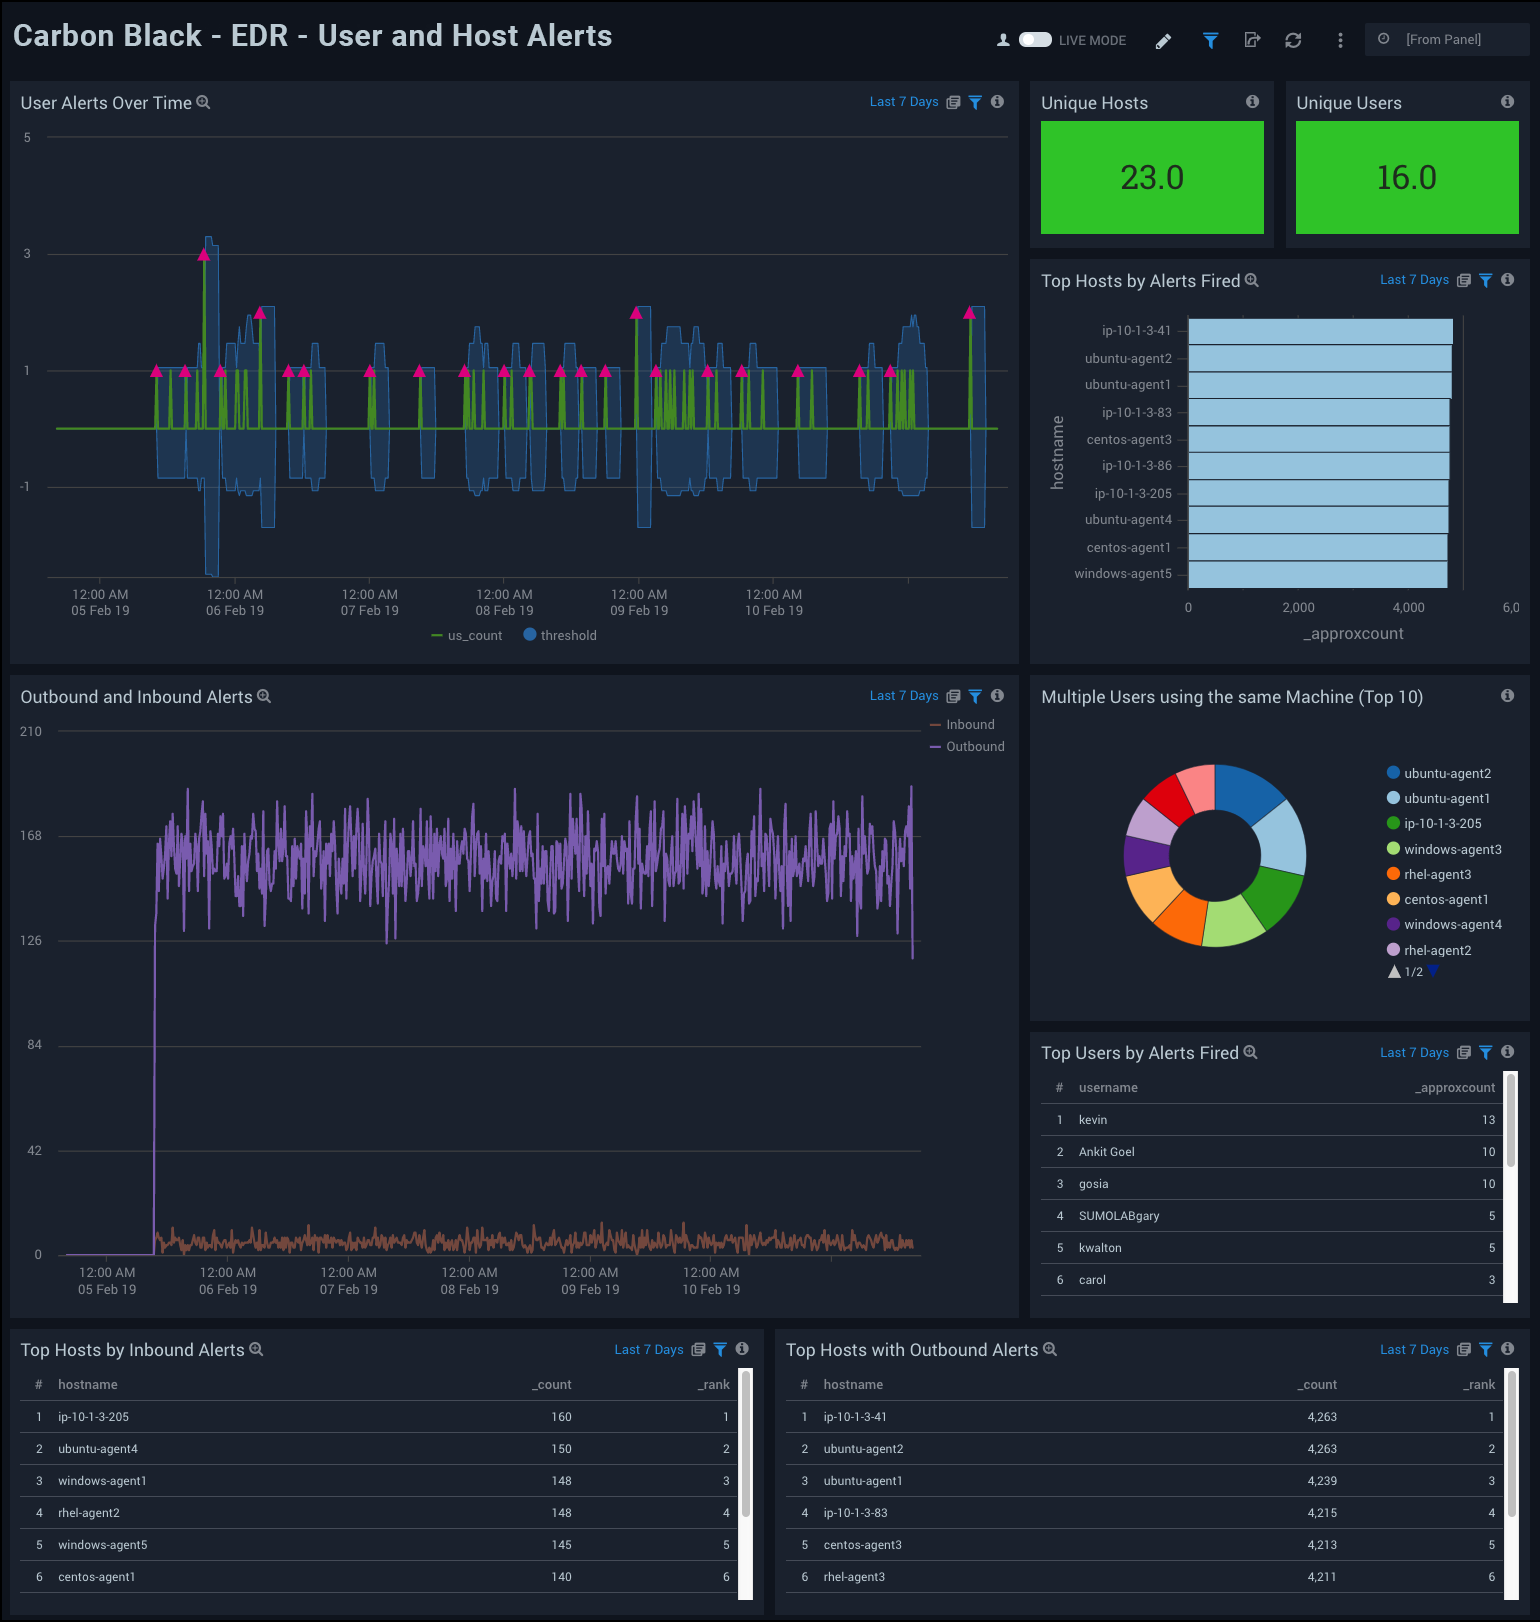 Carbon Black - EDR - User and Host Alerts
LIVE MODE
[From Panel]
User Alerts Over Time
Last 7 Days
5
3
1
-1
12:00 AM 12:00 AM 12:00 AM 12:00 AM 12:00 AM 12:00 AM
05 Feb 19 06 Feb 19 07 Feb 19 08 Feb 19 09 Feb 19 10 Feb 19
us_count threshold
Unique Hosts
23.0
Unique Users
16.0
Top Hosts by Alerts Fired
Last 7 Days
hostname
ip-10-1-3-41
ubuntu-agent2
ubuntu-agent1
ip-10-1-3-83
centos-agent3
ip-10-1-3-86
ip-10-1-3-205
ubuntu-agent4
centos-agent1
windows-agent5
0 2,000 4,000 6,0
_approxcount
Outbound and Inbound Alerts
Last 7 Days
Inbound
Outbound
210
168
126
84
42
0
12:00 AM 12:00 AM 12:00 AM 12:00 AM 12:00 AM 12:00 AM
05 Feb 19 06 Feb 19 07 Feb 19 08 Feb 19 09 Feb 19 10 Feb 19
Multiple Users using the same Machine (Top 10)
ubuntu-agent2
ubuntu-agent1
ip-10-1-3-205
windows-agent3
rhel-agent3
centos-agent1
windows-agent4
rhel-agent2
1/2
Top Users by Alerts Fired
Last 7 Days
# username _approxcount
1 kevin 13
2 Ankit Goel 10
3 gosia 10
4 SUMOLABgary 5
5 kwalton 5
6 carol 3
Top Hosts by Inbound Alerts
Last 7 Days
# hostname _count _rank
1 ip-10-1-3-205 160 1
2 ubuntu-agent4 150 2
3 windows-agent1 148 3
4 rhel-agent2 148 4
5 windows-agent5 145 5
6 centos-agent1 140 6
Top Hosts with Outbound Alerts
Last 7 Days
# hostname _count _rank
1 ip-10-1-3-41 4,263 1
2 ubuntu-agent2 4,263 2
3 ubuntu-agent1 4,239 3
4 ip-10-1-3-83 4,215 4
5 centos-agent3 4,213 5
6 rhel-agent3 4,211 6